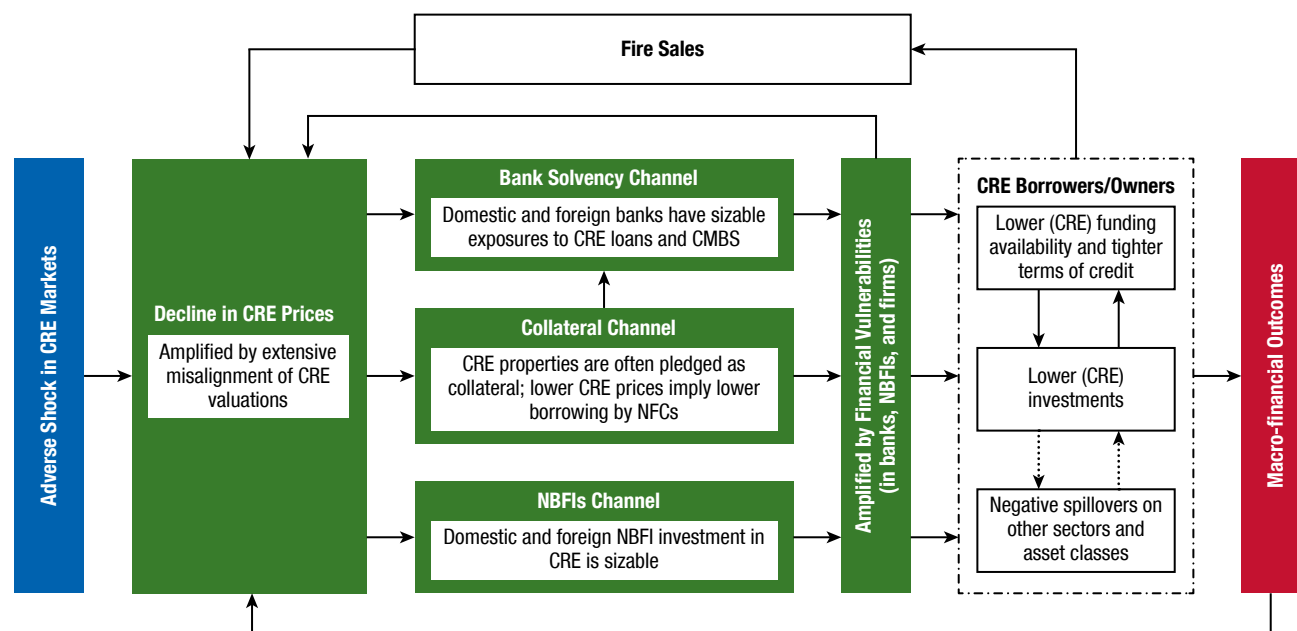 Fire Sales
Adverse Shock in CRE Markets
Decline in CRE Prices
Amplified by extensive
misalignment of CRE
valuations
Bank Solvency Channel
Domestic and foreign banks have sizable
exposures to CRE loans and CMBS
Collateral Channel
CRE properties are often pledged as
collateral; lower CRE prices imply lower
borrowing by NFCs
NBFIs Channel
Domestic and foreign NBFI investment in
CRE is sizable
Amplified by Financial Vulnerabilities
(in banks, NBFIs, and firms)
CRE Borrowers/Owners
Lower (CRE) funding
availability and tighter
terms of credit
Lower (CRE)
investments
Negative spillovers on
other sectors and
asset classes
Macro-financial Outcomes